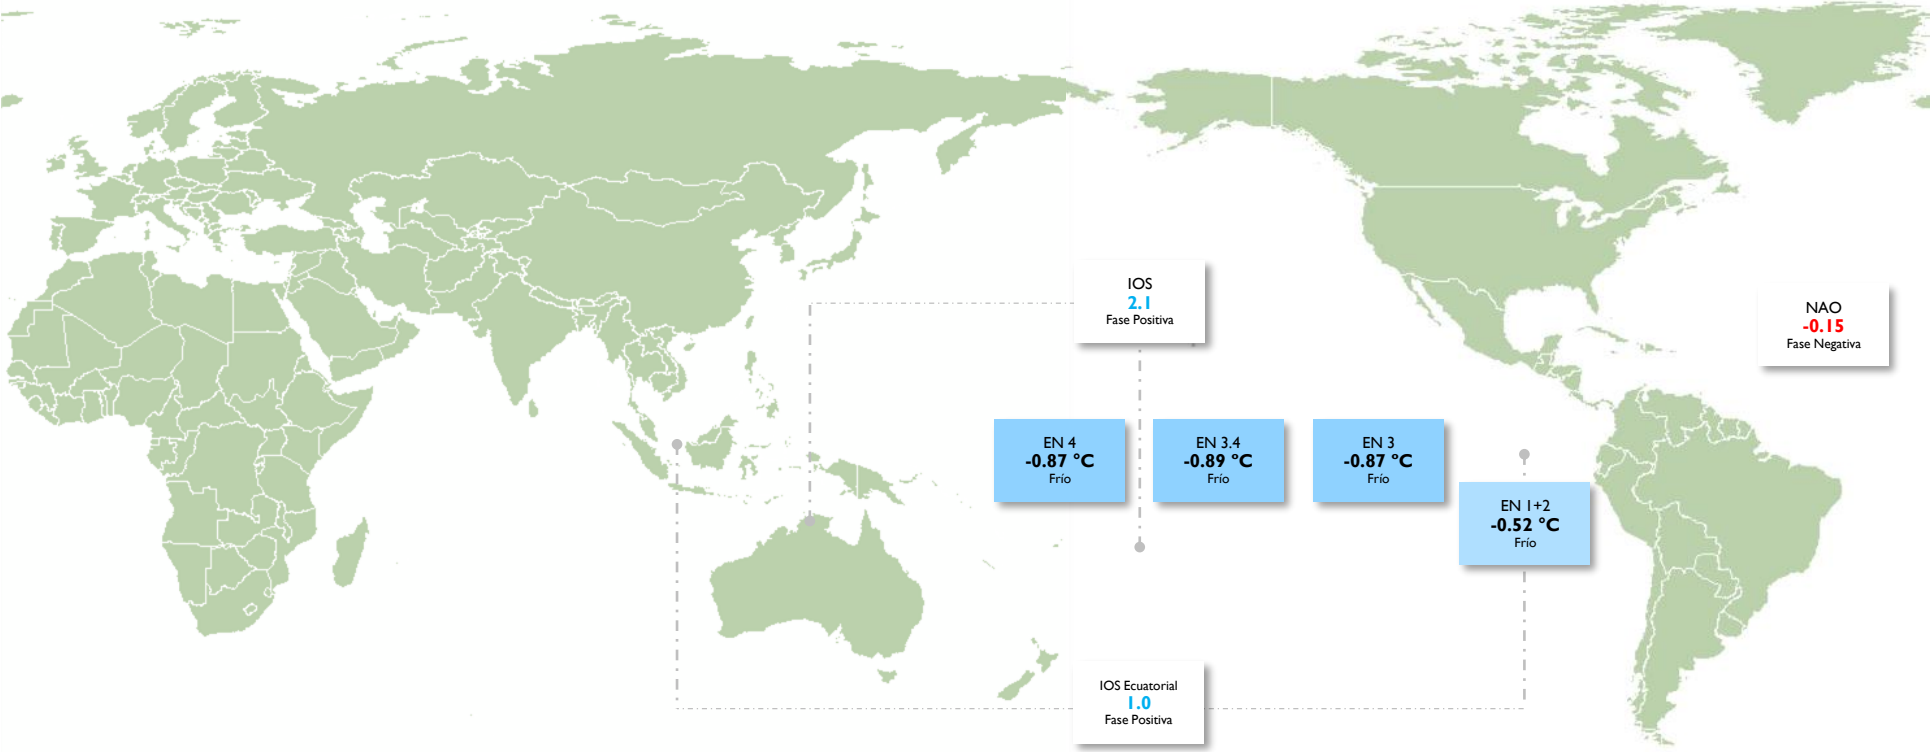 IOS
2.1
Fase Positiva
NAO
-0.15
Fase Negativa
EN 4
-0.87 °C
Frío
EN 3.4
-0.89 °C
Frío
EN 3
-0.87 °C
Frío
EN 1+2
-0.52 °C
Frío
IOS Ecuatorial
1.0
Fase Positiva